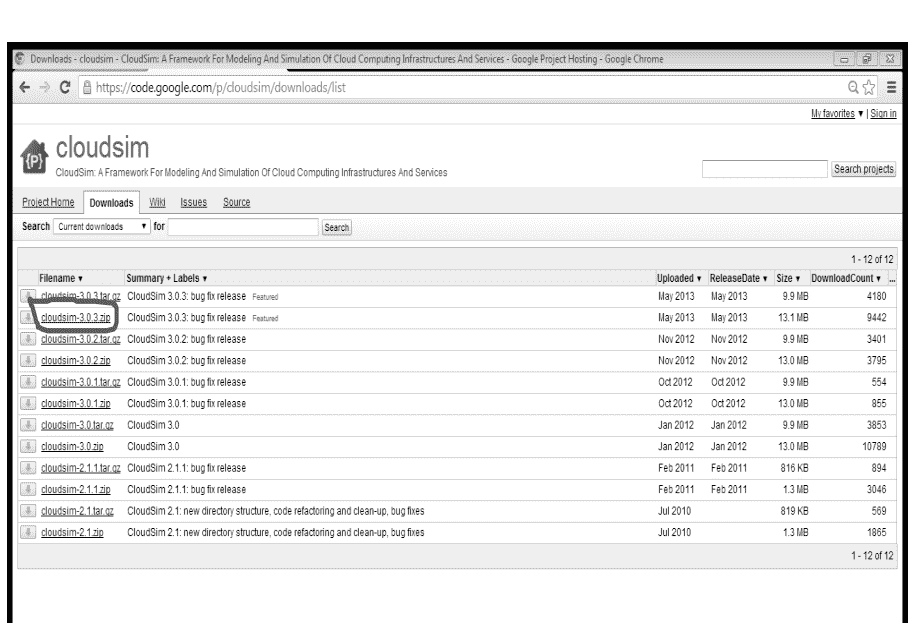 Downloads - cloudsim - CloudSim: A Framework For Modeling And Simulation Of Cloud Computing Infrastructures And Services - Google Project Hosting - Google Chrome
https://code.google.com/p/cloudsim/downloads/list
My favorites ▼ | Sign in
{P} cloudsim
CloudSim: A Framework For Modeling And Simulation Of Cloud Computing Infrastructures And Services
Search projects
Project Home Downloads Wiki Issues Source
Search Current downloads ▼ for Search
1 - 12 of 12
Filename ▼ Summary + Labels ▼ Uploaded ▼ ReleaseDate ▼ Size ▼ DownloadCount ▼ ...
cloudsim-3.0.3.tar.gz CloudSim 3.0.3: bug fix release Featured May 2013 May 2013 9.9 MB 4180
cloudsim-3.0.3.zip CloudSim 3.0.3: bug fix release Featured May 2013 May 2013 13.1 MB 9442
cloudsim-3.0.2.tar.gz CloudSim 3.0.2: bug fix release Nov 2012 Nov 2012 9.9 MB 3401
cloudsim-3.0.2.zip CloudSim 3.0.2: bug fix release Nov 2012 Nov 2012 13.0 MB 3795
cloudsim-3.0.1.tar.gz CloudSim 3.0.1: bug fix release Oct 2012 Oct 2012 9.9 MB 554
cloudsim-3.0.1.zip CloudSim 3.0.1: bug fix release Oct 2012 Oct 2012 13.0 MB 855
cloudsim-3.0.tar.gz CloudSim 3.0 Jan 2012 Jan 2012 9.9 MB 3853
cloudsim-3.0.zip CloudSim 3.0 Jan 2012 Jan 2012 13.0 MB 10789
cloudsim-2.1.1.tar.gz CloudSim 2.1.1: bug fix release Feb 2011 Feb 2011 816 KB 894
cloudsim-2.1.1.zip CloudSim 2.1.1: bug fix release Feb 2011 Feb 2011 1.3 MB 3046
cloudsim-2.1.tar.gz CloudSim 2.1: new directory structure, code refactoring and clean-up, bug fixes Jul 2010 819 KB 569
cloudsim-2.1.zip CloudSim 2.1: new directory structure, code refactoring and clean-up, bug fixes Jul 2010 1.3 MB 1865
1 - 12 of 12